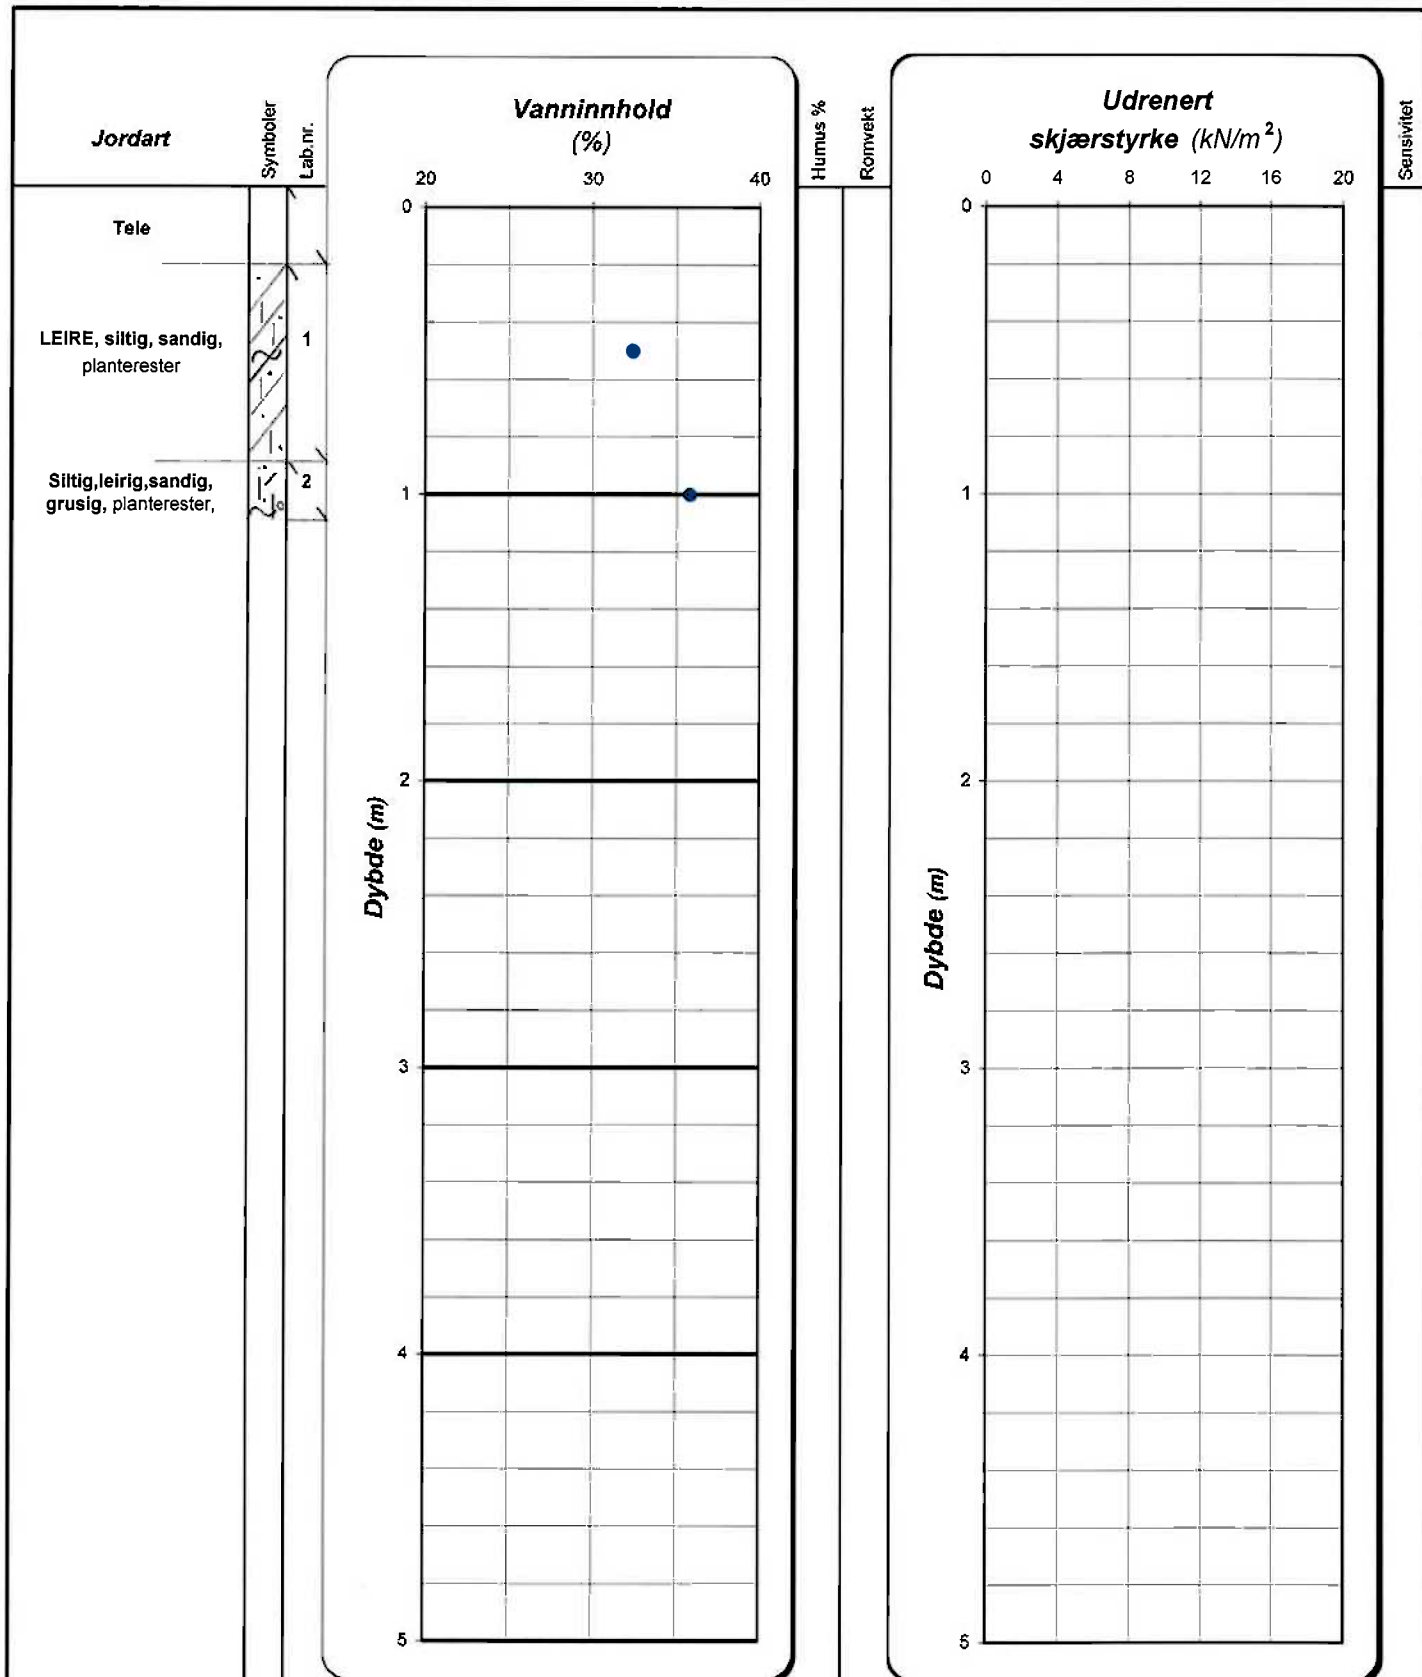 Jordart
Symboler
Lab.nr.
Vanninnhold
(%)
20 30 40
Humus %
Romvekt
Udrenert
skjærstyrke (kN/m²)
0 4 8 12 16 20
Sensivitet
Tele
LEIRE, siltig, sandig,
planterester
1
Siltig,leirig,sandig,
grusig, planterester,
2
0
1
2
3
4
5
Dybde (m)
0
1
2
3
4
5
Dybde (m)